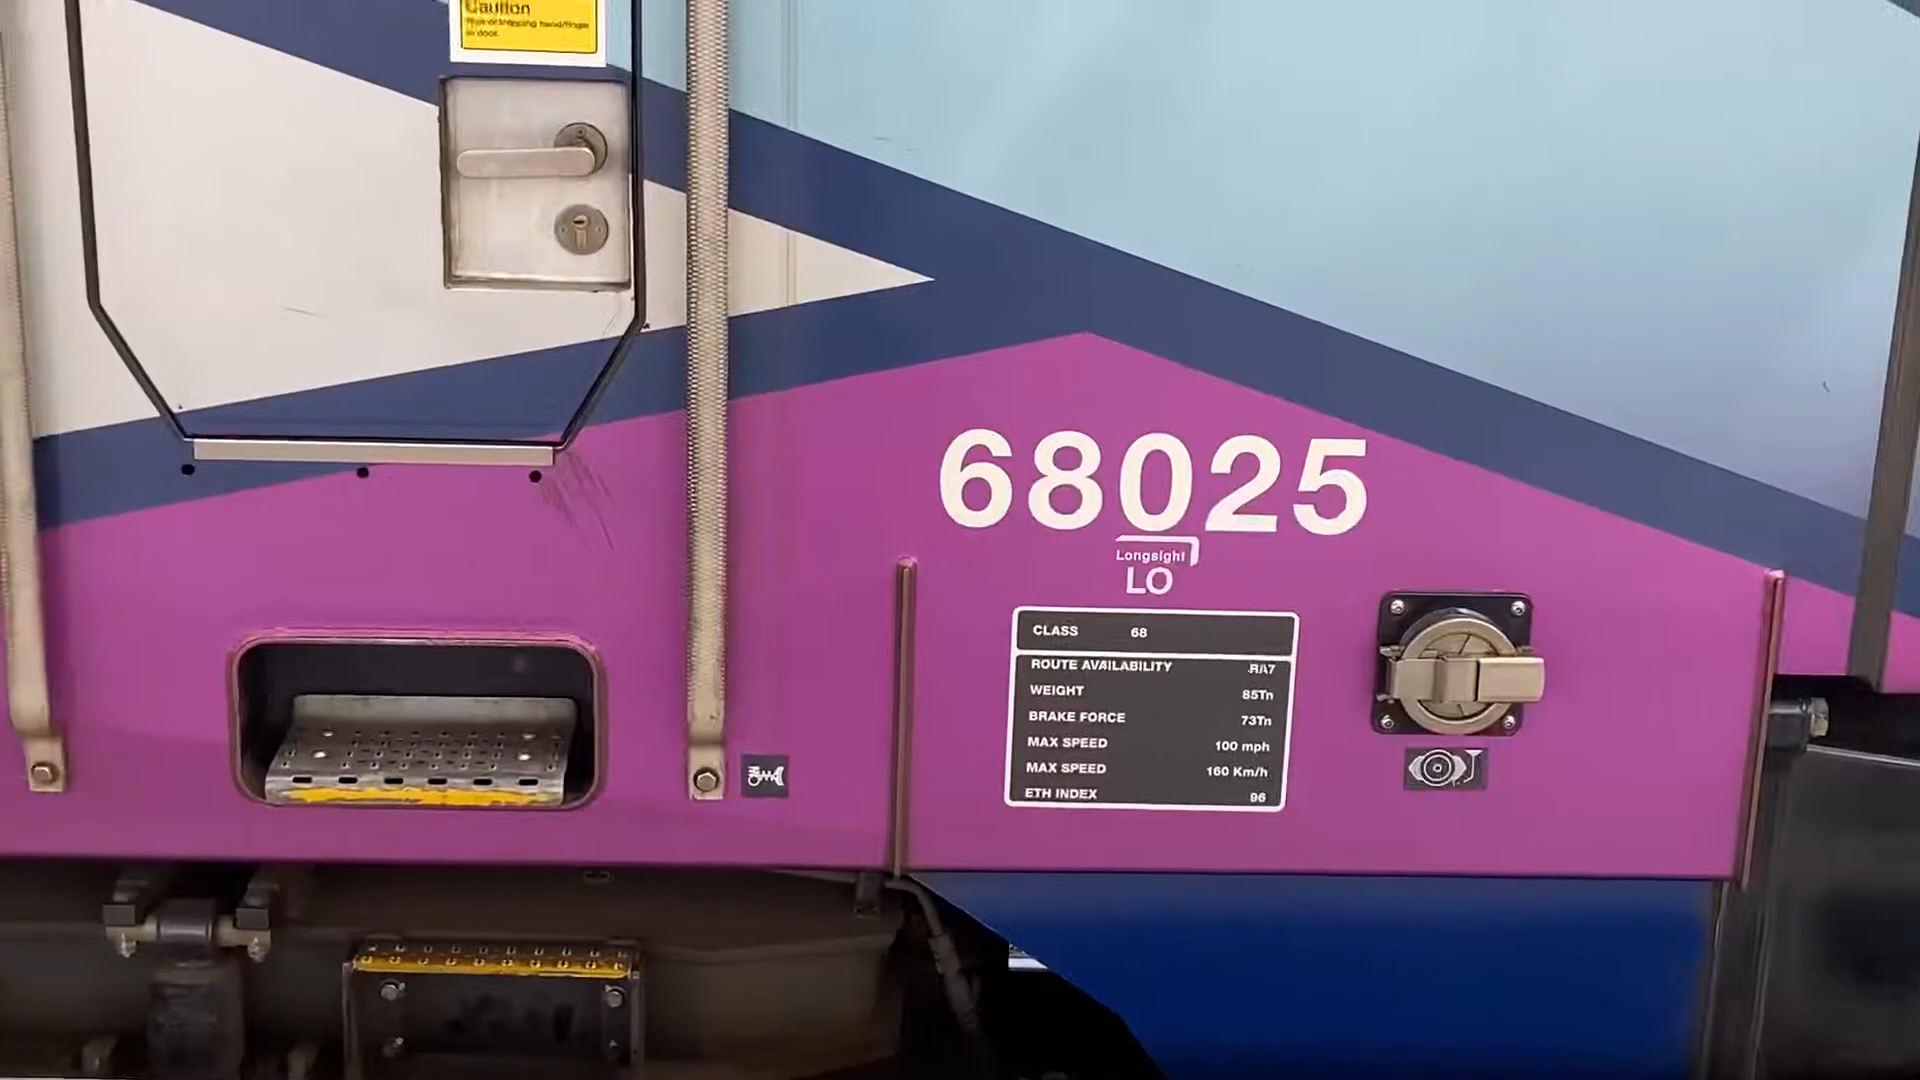 Caution
68025
Longsight
LO
CLASS 68
ROUTE AVAILABILITY RA7
WEIGHT 85Tn
BRAKE FORCE 73Tn
MAX SPEED 100 mph
MAX SPEED 160 Km/h
ETH INDEX 96